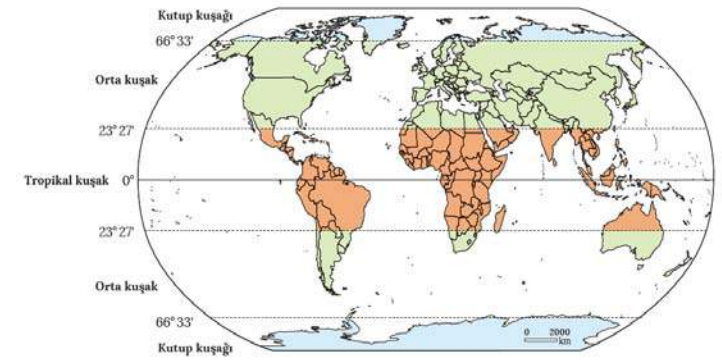 Kutup kuşağı
66° 33'
Orta kuşak
23° 27'
Tropikal kuşak 0°
23° 27'
Orta kuşak
66° 33'
Kutup kuşağı
0 2000
km